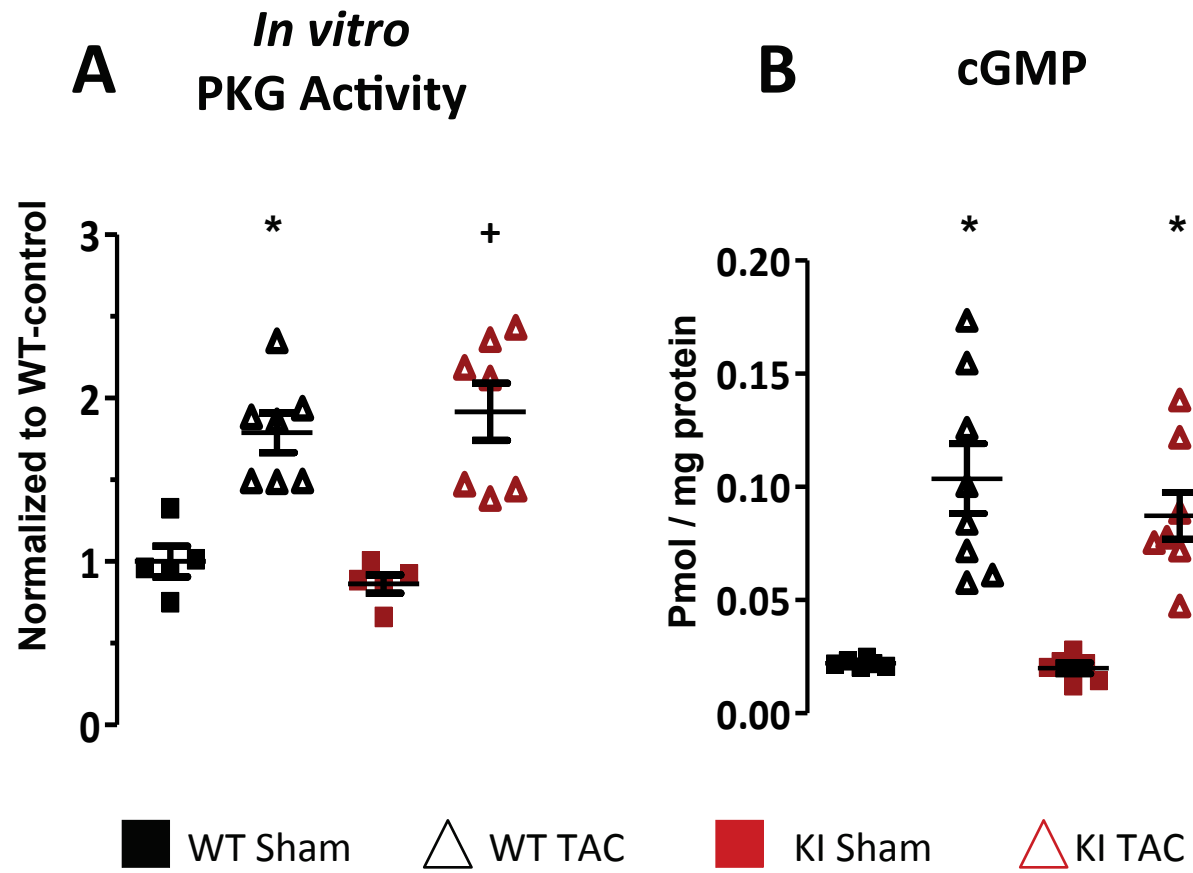 A
In vitro
PKG Activity
Normalized to WT-control
3
2
1
0
*
+
B
cGMP
Pmol / mg protein
0.20
0.15
0.10
0.05
0.00
*
*
WT Sham
WT TAC
KI Sham
KI TAC